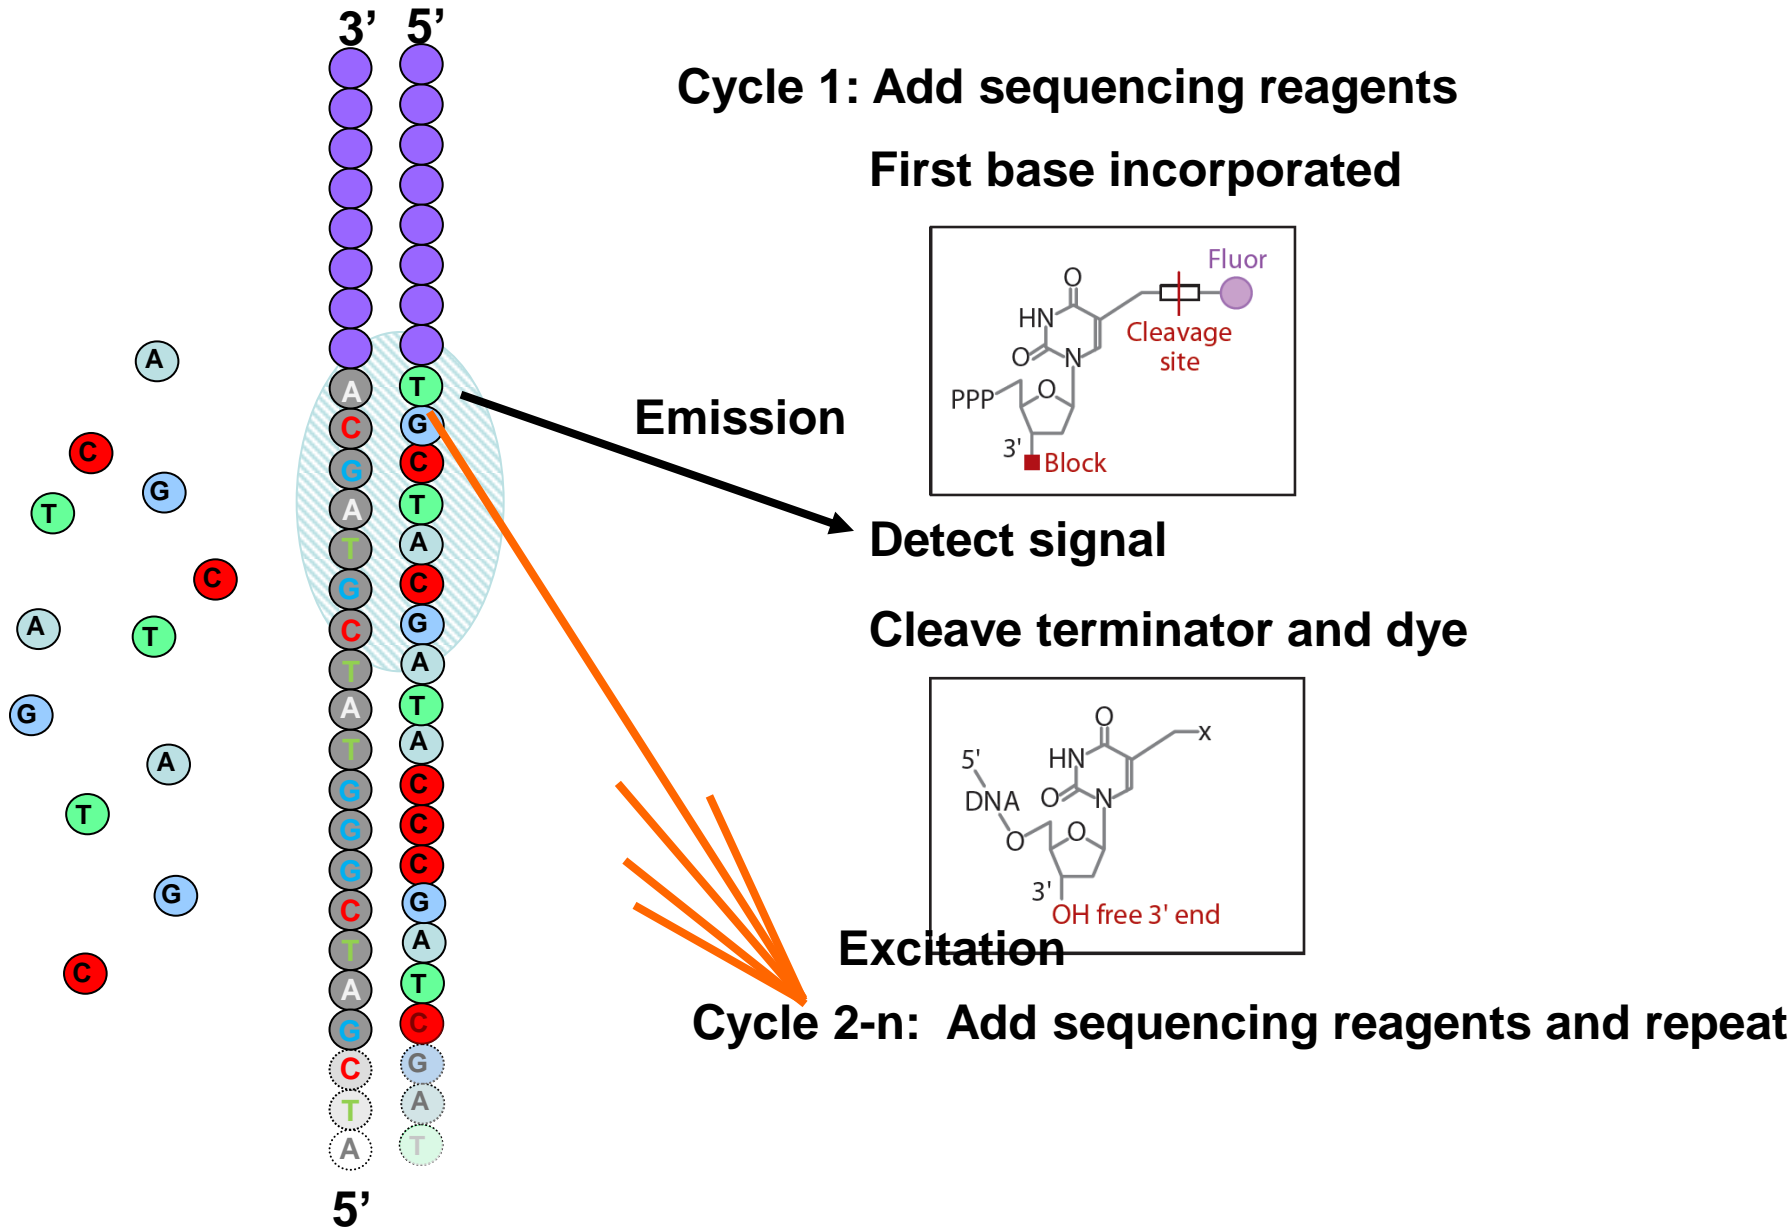 3’ 5’
Cycle 1: Add sequencing reagents
First base incorporated
Fluor
O
HN
Cleavage
site
O
N
PPP
O
3'
Block
Emission
Detect signal
Cleave terminator and dye
O
x
HN
5'
DNA
O
N
O
O
3'
OH free 3' end
Excitation
Cycle 2-n: Add sequencing reagents and repeat
A
C
G
T
C
A
T
G
A
T
G
C
A T
C G
G C
A T
T A
G C
C G
T A
A T
T A
G C
G C
G C
C G
T A
A T
G C
C G
T A
A T
5’